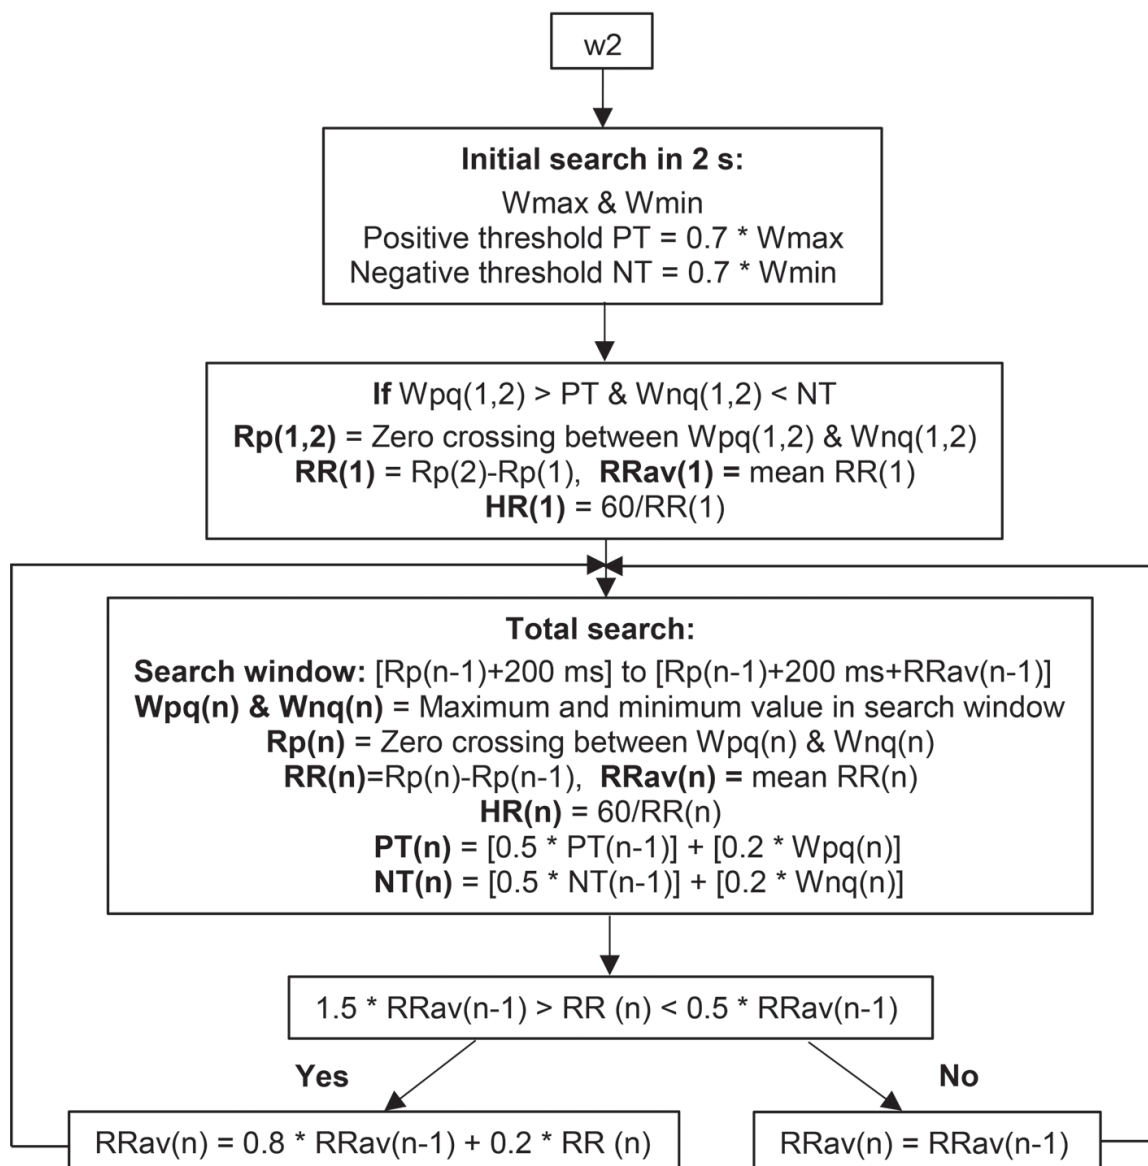 w2
Initial search in 2 s:
Wmax & Wmin
Positive threshold PT = 0.7 * Wmax
Negative threshold NT = 0.7 * Wmin
If Wpq(1,2) > PT & Wnq(1,2) < NT
Rp(1,2) = Zero crossing between Wpq(1,2) & Wnq(1,2)
RR(1) = Rp(2)-Rp(1), RRav(1) = mean RR(1)
HR(1) = 60/RR(1)
Total search:
Search window: [Rp(n-1)+200 ms] to [Rp(n-1)+200 ms+RRav(n-1)]
Wpq(n) & Wnq(n) = Maximum and minimum value in search window
Rp(n) = Zero crossing between Wpq(n) & Wnq(n)
RR(n)=Rp(n)-Rp(n-1), RRav(n) = mean RR(n)
HR(n) = 60/RR(n)
PT(n) = [0.5 * PT(n-1)] + [0.2 * Wpq(n)]
NT(n) = [0.5 * NT(n-1)] + [0.2 * Wnq(n)]
1.5 * RRav(n-1) > RR (n) < 0.5 * RRav(n-1)
Yes
No
RRav(n) = 0.8 * RRav(n-1) + 0.2 * RR (n)
RRav(n) = RRav(n-1)